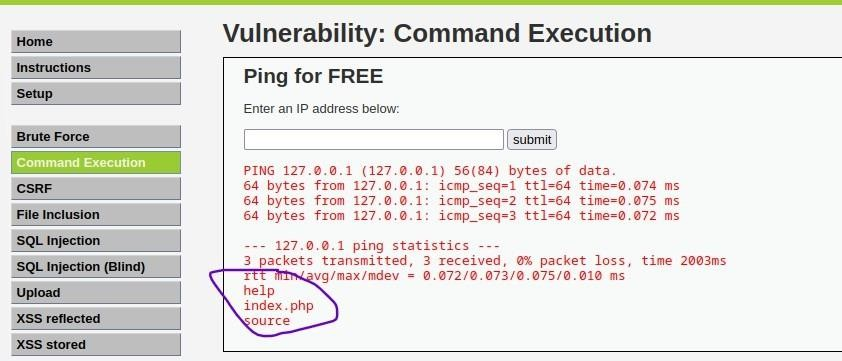 Home
Instructions
Setup
Brute Force
Command Execution
CSRF
File Inclusion
SQL Injection
SQL Injection (Blind)
Upload
XSS reflected
XSS stored
Vulnerability: Command Execution
Ping for FREE
Enter an IP address below:
submit
PING 127.0.0.1 (127.0.0.1) 56(84) bytes of data.
64 bytes from 127.0.0.1: icmp_seq=1 ttl=64 time=0.074 ms
64 bytes from 127.0.0.1: icmp_seq=2 ttl=64 time=0.075 ms
64 bytes from 127.0.0.1: icmp_seq=3 ttl=64 time=0.072 ms
--- 127.0.0.1 ping statistics ---
3 packets transmitted, 3 received, 0% packet loss, time 2003ms
rtt min/avg/max/mdev = 0.072/0.073/0.075/0.010 ms
help
index.php
source